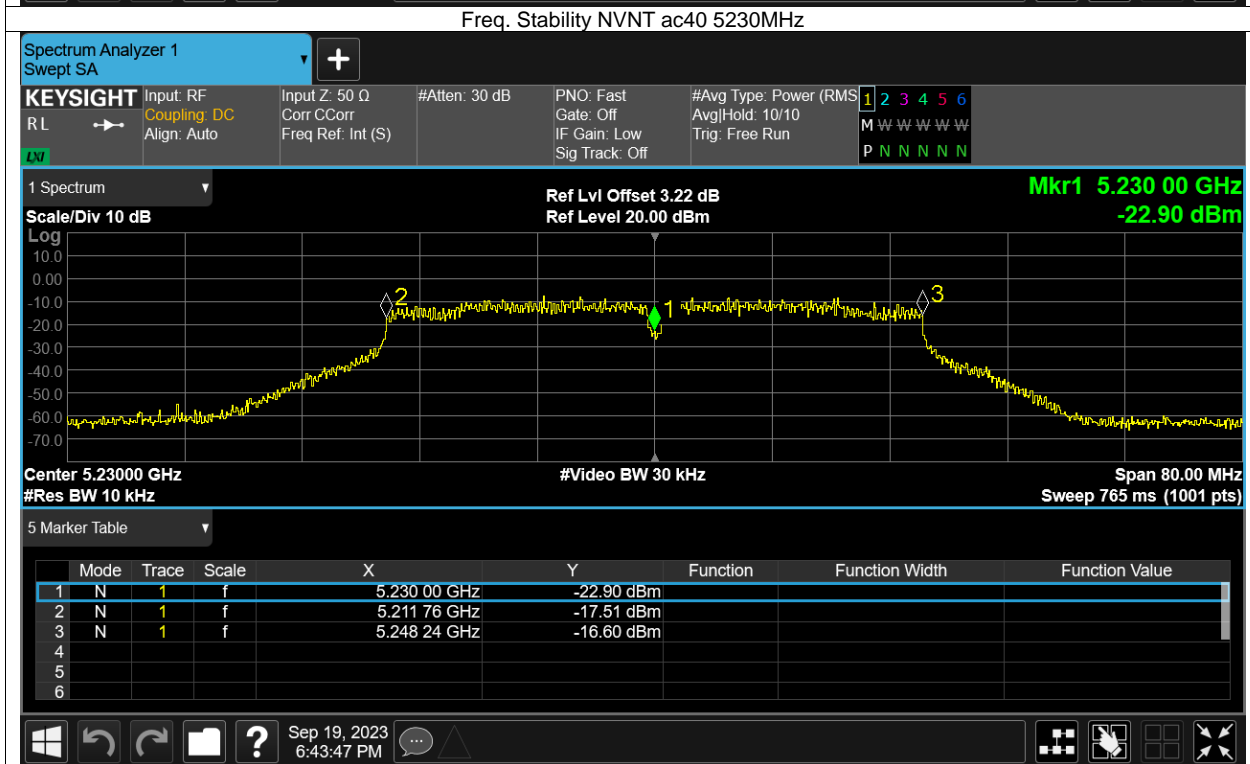 Freq. Stability NVNT ac40 5230MHz
Spectrum Analyzer 1
Swept SA
+
KEYSIGHT Input: RF Input Z: 50 Ω #Atten: 30 dB PNO: Fast #Avg Type: Power (RMS 1 2 3 4 5 6
R L Coupling: DC Corr CCorr Gate: Off Avg|Hold: 10/10 M W W W W W
Align: Auto Freq Ref: Int (S) IF Gain: Low Trig: Free Run
LXI Sig Track: Off P N N N N N N
1 Spectrum Ref Lvl Offset 3.22 dB Mkr1 5.230 00 GHz
Scale/Div 10 dB Ref Level 20.00 dBm -22.90 dBm
Log
10.0
0.00
-10.0 2 1 3
-20.0
-30.0
-40.0
-50.0
-60.0
-70.0
Center 5.23000 GHz #Video BW 30 kHz Span 80.00 MHz
#Res BW 10 kHz Sweep 765 ms (1001 pts)
5 Marker Table
Mode Trace Scale X Y Function Function Width Function Value
1 N 1 f 5.230 00 GHz -22.90 dBm
2 N 1 f 5.211 76 GHz -17.51 dBm
3 N 1 f 5.248 24 GHz -16.60 dBm
4
5
6
? Sep 19, 2023
6:43:47 PM